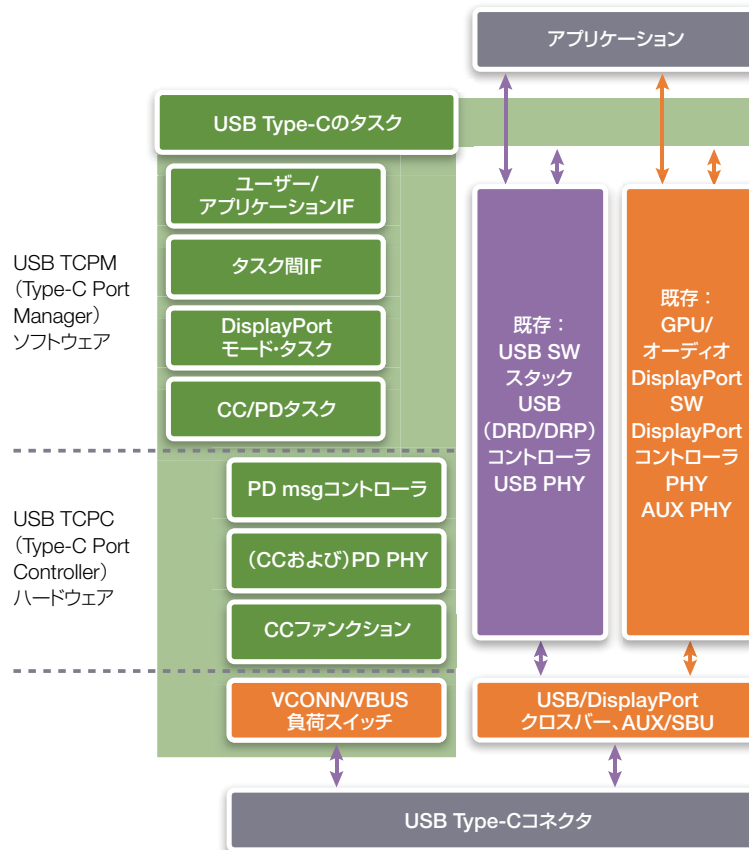 アプリケーション
USB Type-Cのタスク
ユーザー/
アプリケーションIF
タスク間IF
DisplayPort
モード・タスク
CC/PDタスク
USB TCPM
（Type-C Port
Manager）
ソフトウェア
PD msgコントローラ
（CCおよび）PD PHY
CCファンクション
USB TCPC
（Type-C Port
Controller）
ハードウェア
既存：
USB SW
スタック
USB
（DRD/DRP）
コントローラ
USB PHY
既存：
GPU/
オーディオ
DisplayPort
SW
DisplayPort
コントローラ
PHY
AUX PHY
VCONN/VBUS
負荷スイッチ
USB/DisplayPort
クロスバー、AUX/SBU
USB Type-Cコネクタ